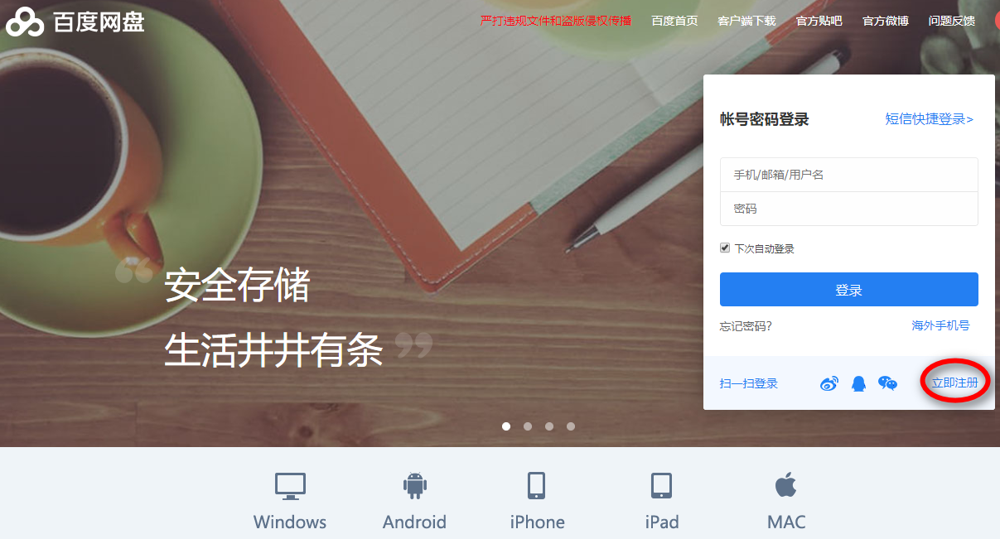 百度网盘
严打违规文件和盗版侵权传播 百度首页 客户端下载 官方贴吧 官方微博 问题反馈
帐号密码登录 短信快捷登录>
手机/邮箱/用户名
密码
下次自动登录
登录
忘记密码? 海外手机号
扫一扫登录 立即注册
“安全存储
生活井井有条”
Windows Android iPhone iPad MAC